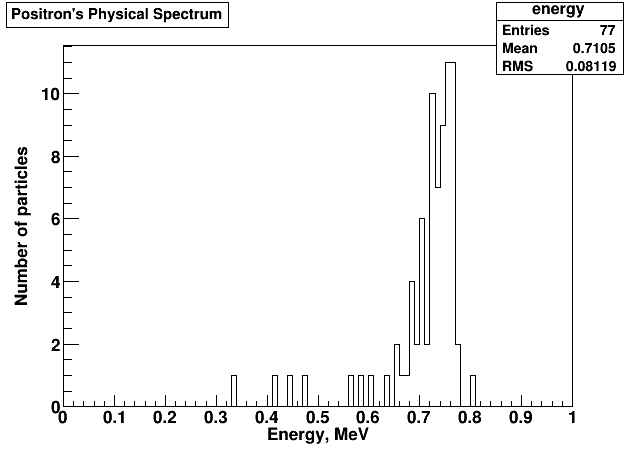 Positron's Physical Spectrum
energy
Entries 77
Mean 0.7105
RMS 0.08119
Number of particles
10
8
6
4
2
0
0 0.1 0.2 0.3 0.4 0.5 0.6 0.7 0.8 0.9 1
Energy, MeV